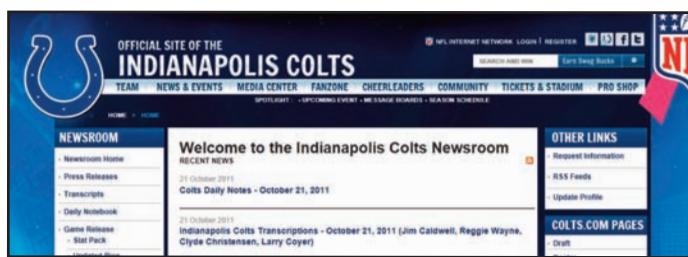 OFFICIAL SITE OF THE
INDIANAPOLIS COLTS
NFL INTERNET NETWORK LOGIN | REGISTER
SEARCH AND WIN Earn Swag Bucks
TEAM NEWS & EVENTS MEDIA CENTER FANZONE CHEERLEADERS COMMUNITY TICKETS & STADIUM PRO SHOP
SPOTLIGHT: • UPCOMING EVENT • MESSAGE BOARDS • SEASON SCHEDULE
HOME > HOME
NEWSROOM
Newsroom Home
Press Releases
Transcripts
Daily Notebook
Game Release
- Stat Pack
Welcome to the Indianapolis Colts Newsroom
RECENT NEWS
21 October 2011
Colts Daily Notes - October 21, 2011
21 October 2011
Indianapolis Colts Transcriptions - October 21, 2011 (Jim Caldwell, Reggie Wayne,
Clyde Christensen, Larry Coyer)
OTHER LINKS
Request Information
RSS Feeds
Update Profile
COLTS.COM PAGES
Draft